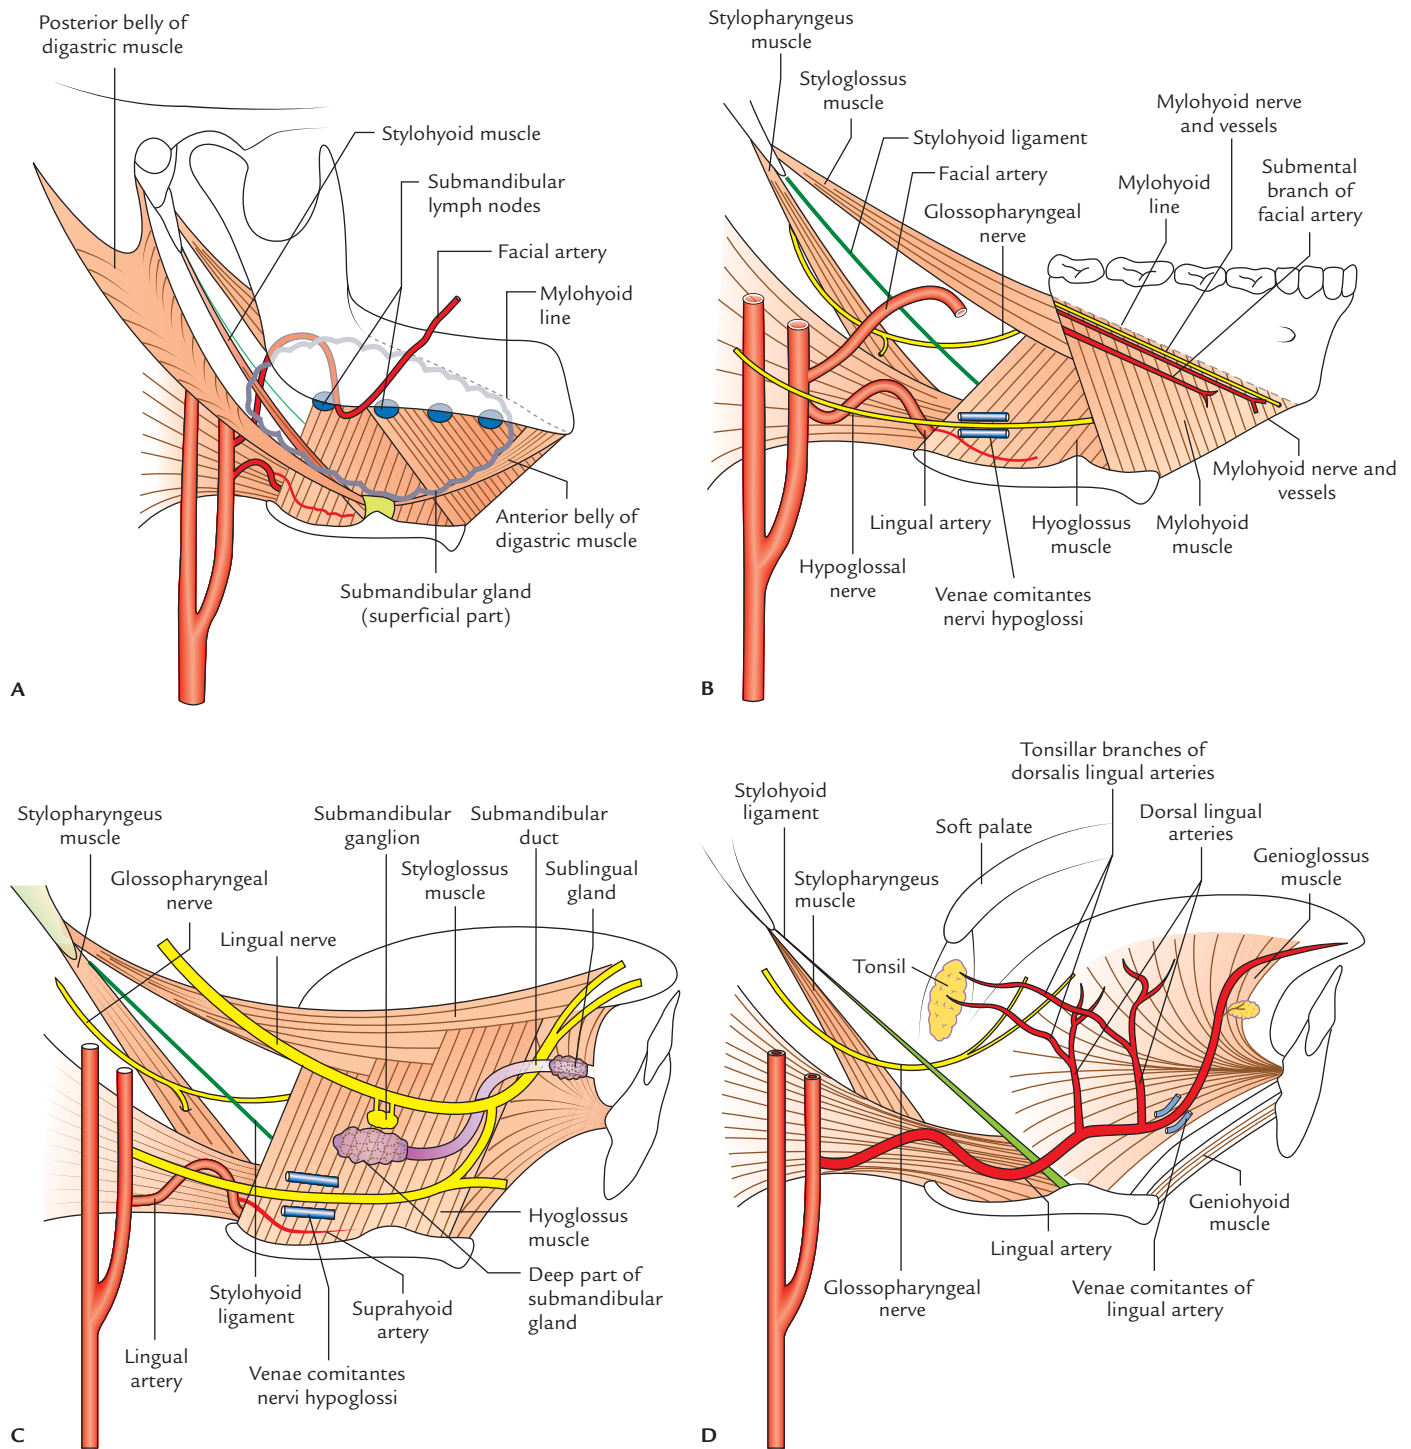 Posterior belly of
digastric muscle
Stylohyoid muscle
Submandibular
lymph nodes
Facial artery
Mylohyoid
line
Anterior belly of
digastric muscle
Submandibular gland
(superficial part)
A
Stylopharyngeus
muscle
Styloglossus
muscle
Stylohyoid ligament
Facial artery
Glossopharyngeal
nerve
Mylohyoid
line
Mylohyoid nerve
and vessels
Submental
branch of
facial artery
Mylohyoid nerve and
vessels
Lingual artery
Hyoglossus
muscle
Mylohyoid
muscle
Hypoglossal
nerve
Venae comitantes
nervi hypoglossi
B
Stylopharyngeus
muscle
Glossopharyngeal
nerve
Lingual nerve
Submandibular
ganglion
Submandibular
duct
Styloglossus
muscle
Sublingual
gland
Hyoglossus
muscle
Deep part of
submandibular
gland
Stylohyoid
ligament
Suprahyoid
artery
Lingual
artery
Venae comitantes
nervi hypoglossi
C
Tonsillar branches of
dorsalis lingual arteries
Stylohyoid
ligament
Soft palate
Dorsal lingual
arteries
Genioglossus
muscle
Stylopharyngeus
muscle
Tonsil
Geniohyoid
muscle
Lingual artery
Glossopharyngeal
nerve
Venae comitantes of
lingual artery
D